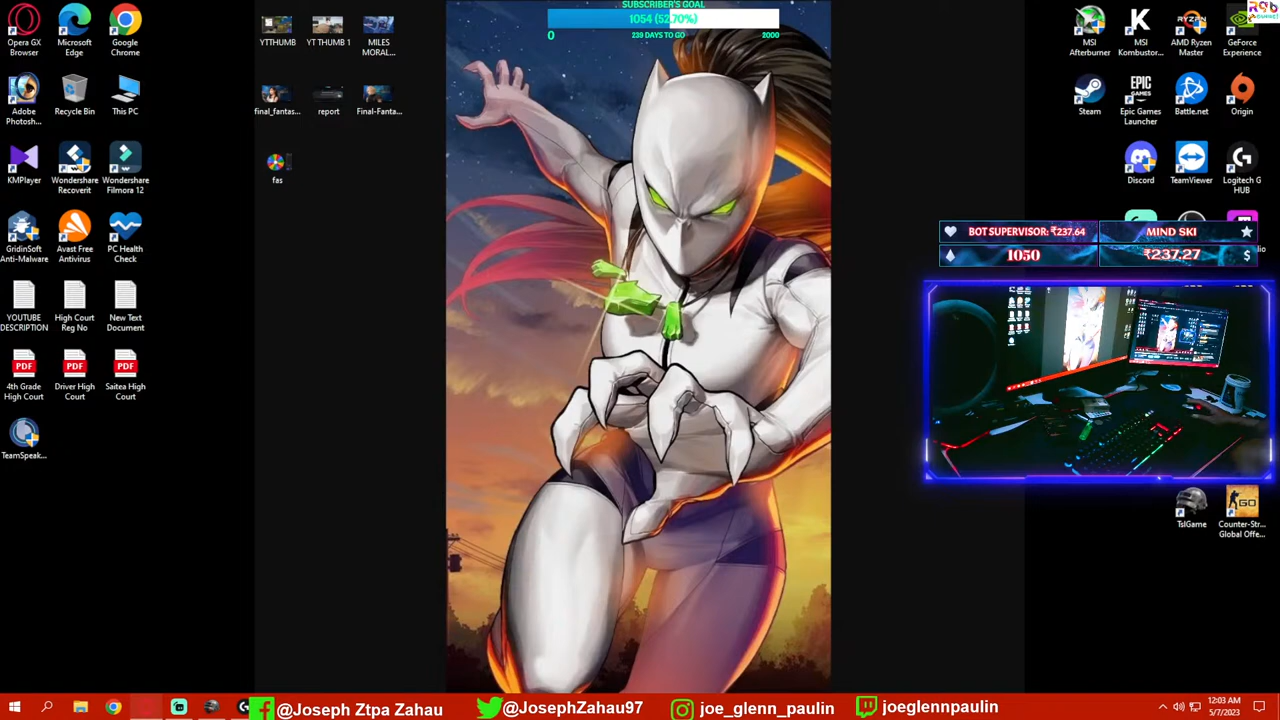 SUBSCRIBER'S GOAL
1054 (52.70%)
0
239 DAYS TO GO
2000
Opera GX Browser
Microsoft Edge
Google Chrome
YTTHUMB
YT THUMB 1
MILES MORAL...
MSI Afterburner
MSI Kombustor...
AMD Ryzen Master
GeForce Experience
Adobe Photosh...
Recycle Bin
This PC
final_fantas...
report
Final-Fanta...
Steam
Epic Games Launcher
Battle.net
Origin
KMPlayer
Wondershare Recoverit
Wondershare Filmora 12
fas
Discord
TeamViewer
Logitech G HUB
GridinSoft Anti-Malware
Avast Free Antivirus
PC Health Check
BOT SUPERVISOR: ₹237.64
MIND SKI
1050
₹237.27
$
YOUTUBE DESCRIPTION
High Court Reg No
New Text Document
PDF
PDF
PDF
4th Grade High Court
Driver High Court
Saitea High Court
TeamSpeak...
TslGame
Counter-Str... Global Offe...
@Joseph Ztpa Zahau
@JosephZahau97
joe_glenn_paulin
joeglennpaulin
12:03 AM
5/7/2023